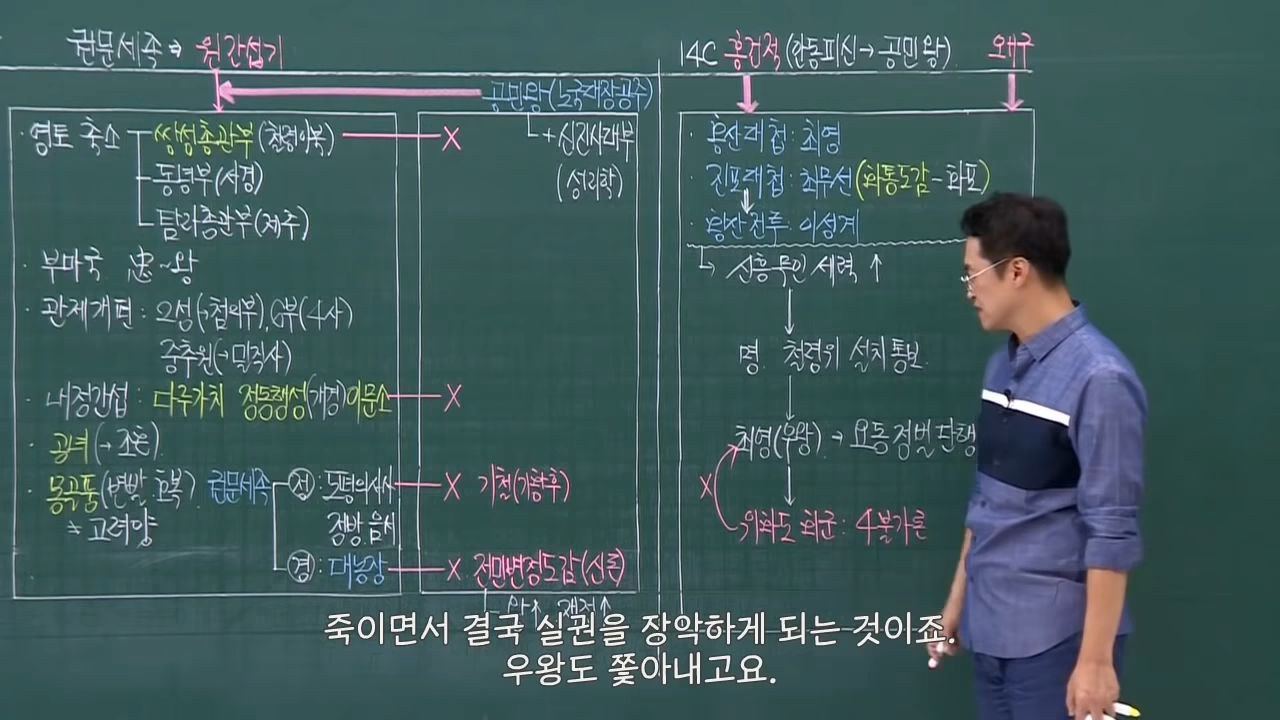 권문세족 → 원간섭기
14C 홍건적 (안동피신→ 공민왕) 왜구
공민왕(노국대장공주)
· 영토 축소 쌍성총관부(철령이북) X
동녕부(서경)
탐라총관부(제주)
+ 신진사대부
(성리학)
· 부마국 忠~왕
· 관제개편 : 2성(→첨의부), 6부(4사)
중추원(→밀직사)
· 내정간섭 : 다루가치 정동행성(개경)이문소 X
· 공녀(→조혼)
· 몽골풍(변발, 호복) 권문세족 정 : 도평의사사 X 기철(기황후)
≒ 고려양 정방 음서
경 : 대농장 X 전민변정도감(신돈)
재정↑
· 홍산대첩 : 최영
· 진포대첩 : 최무선(화통도감-화포)
· 황산전투 이성계
↳ 신흥무인세력 ↑
명. 철령위 설치통보.
최영(우왕) → 요동정벌단행
X
위화도 회군 : 4불가론
죽이면서 결국 실권을 장악하게 되는 것이죠.
우왕도 쫓아내고요.